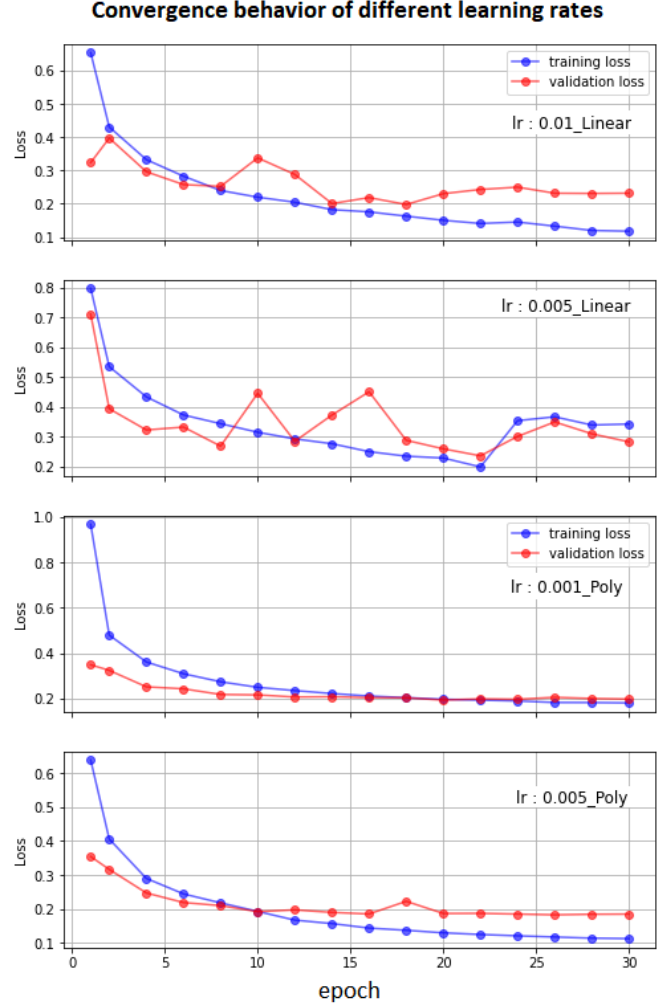 Convergence behavior of different learning rates
training loss
validation loss
lr : 0.01_Linear
Loss
0.6
0.5
0.4
0.3
0.2
0.1
lr : 0.005_Linear
Loss
0.8
0.7
0.6
0.5
0.4
0.3
0.2
training loss
validation loss
lr : 0.001_Poly
Loss
1.0
0.8
0.6
0.4
0.2
lr : 0.005_Poly
Loss
0.6
0.5
0.4
0.3
0.2
0.1
0 5 10 15 20 25 30
epoch